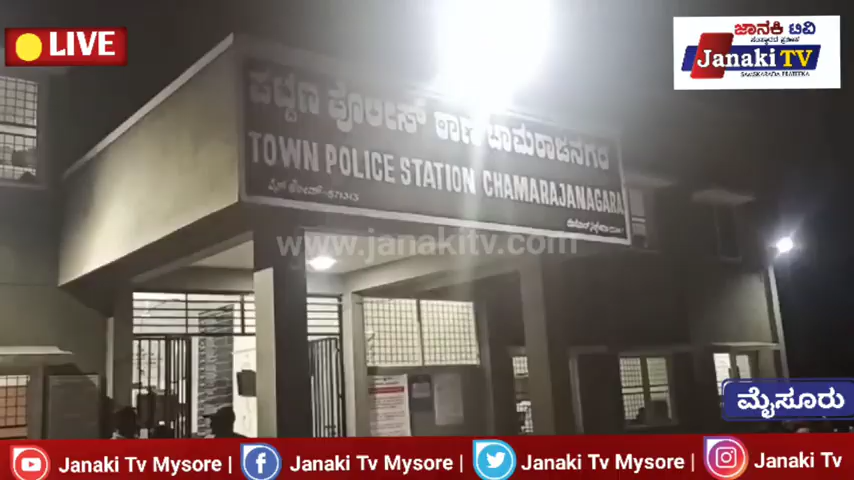 LIVE
ಜಾನಕಿ ಟಿವಿ
Janaki TV
ಪಟ್ಟಣ ಪೊಲೀಸ್ ಠಾಣೆ ಚಾಮರಾಜನಗರ
TOWN POLICE STATION CHAMARAJANAGARA
www.janakitv.com
ಮೈಸೂರು
Janaki Tv Mysore | Janaki Tv Mysore | Janaki Tv Mysore | Janaki Tv